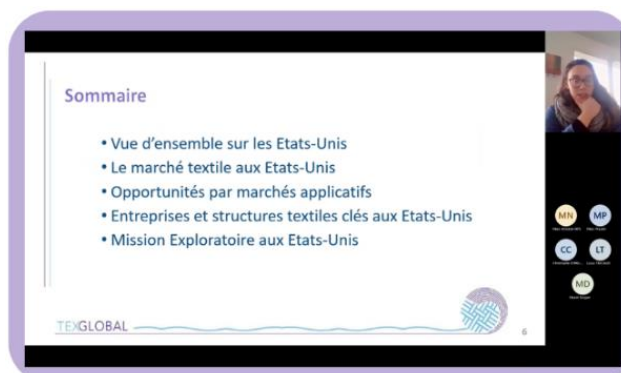 Sommaire
• Vue d'ensemble sur les Etats-Unis
• Le marché textile aux Etats-Unis
• Opportunités par marchés applicatifs
• Entreprises et structures textiles clés aux Etats-Unis
• Mission Exploratoire aux Etats-Unis
TEXGLOBAL
6
MN MP
CC LT
MD